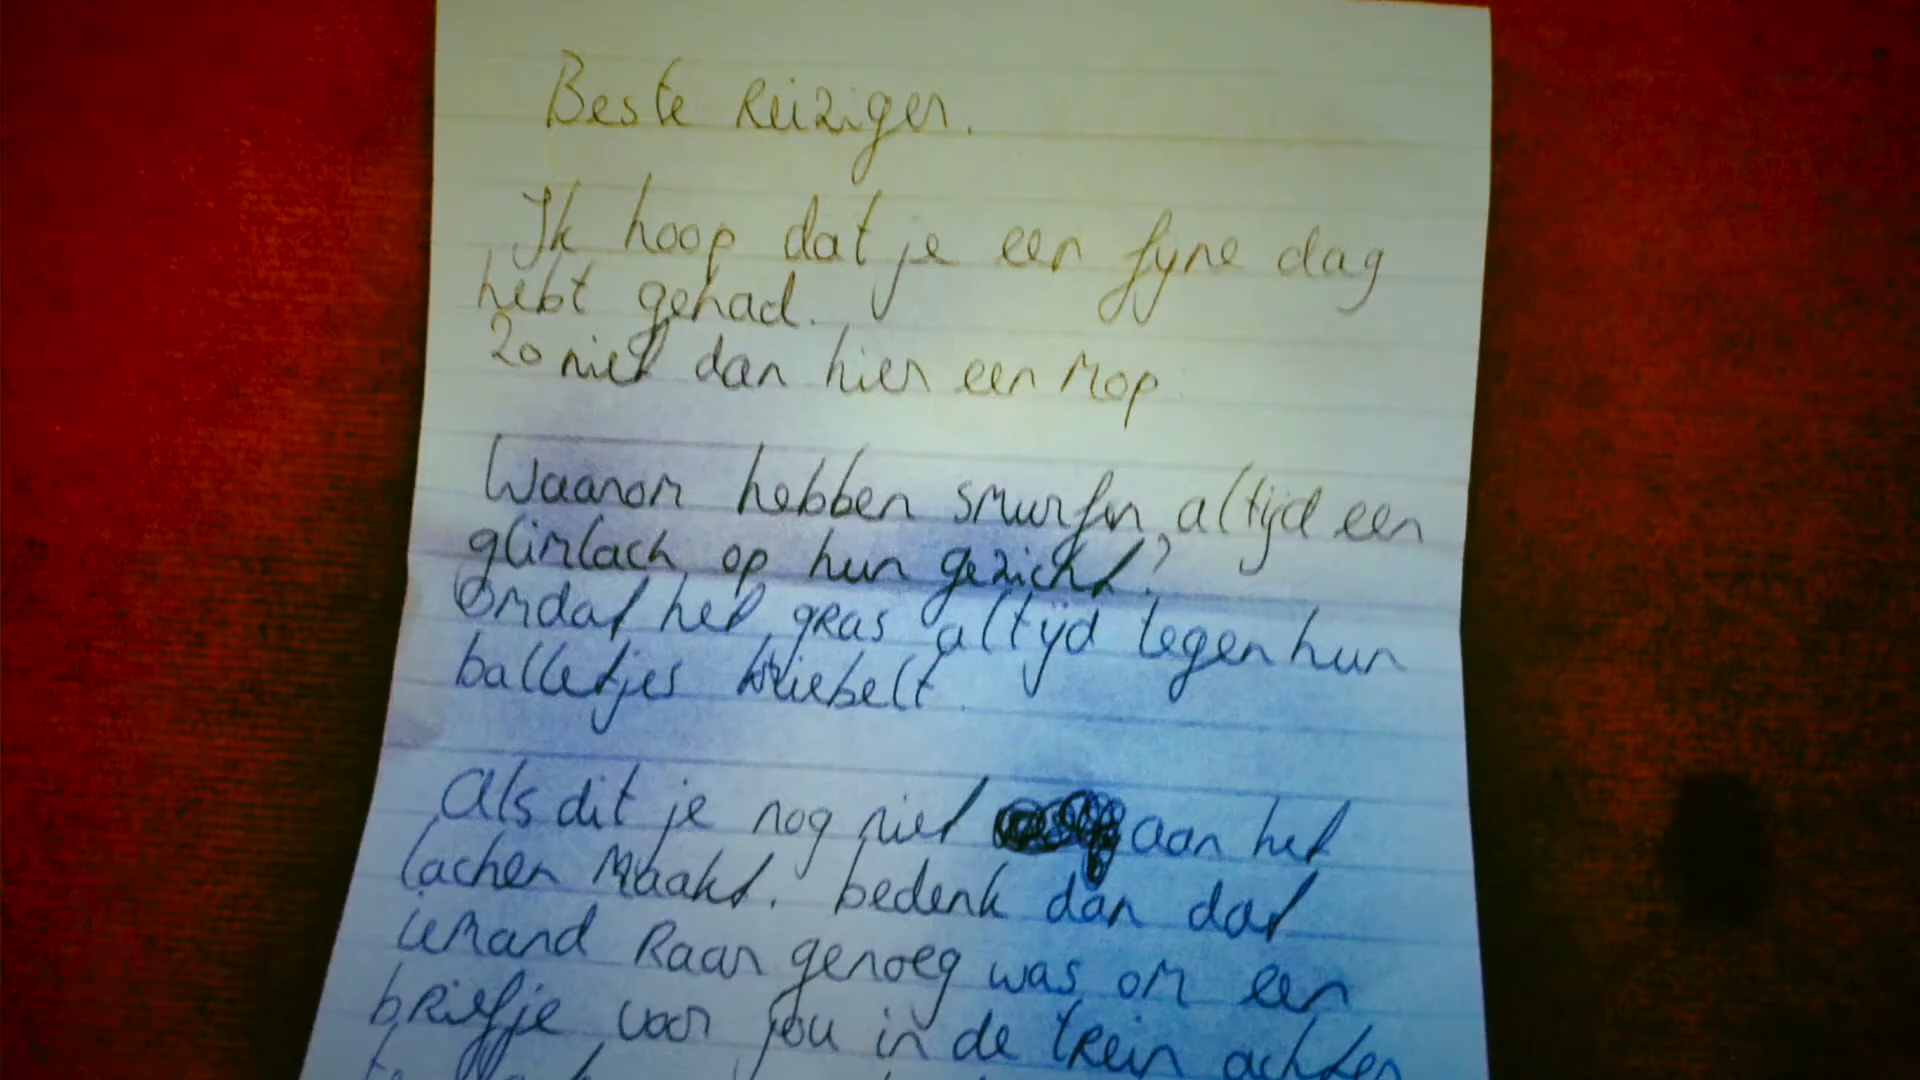 Beste Reiziger.
Ik hoop dat je een fyne dag
hebt gehad.
Zo niet dan hier een Mop
Waarom hebben smurfen altijd een
glimlach op hun gezicht?
Omdat het gras altijd tegen hun
balletjes kriebelt.
Als dit je nog niet aan het
lachen Maakt. bedenk dan dat
iemand Raar genoeg was om een
briefje voor jou in de trein achter